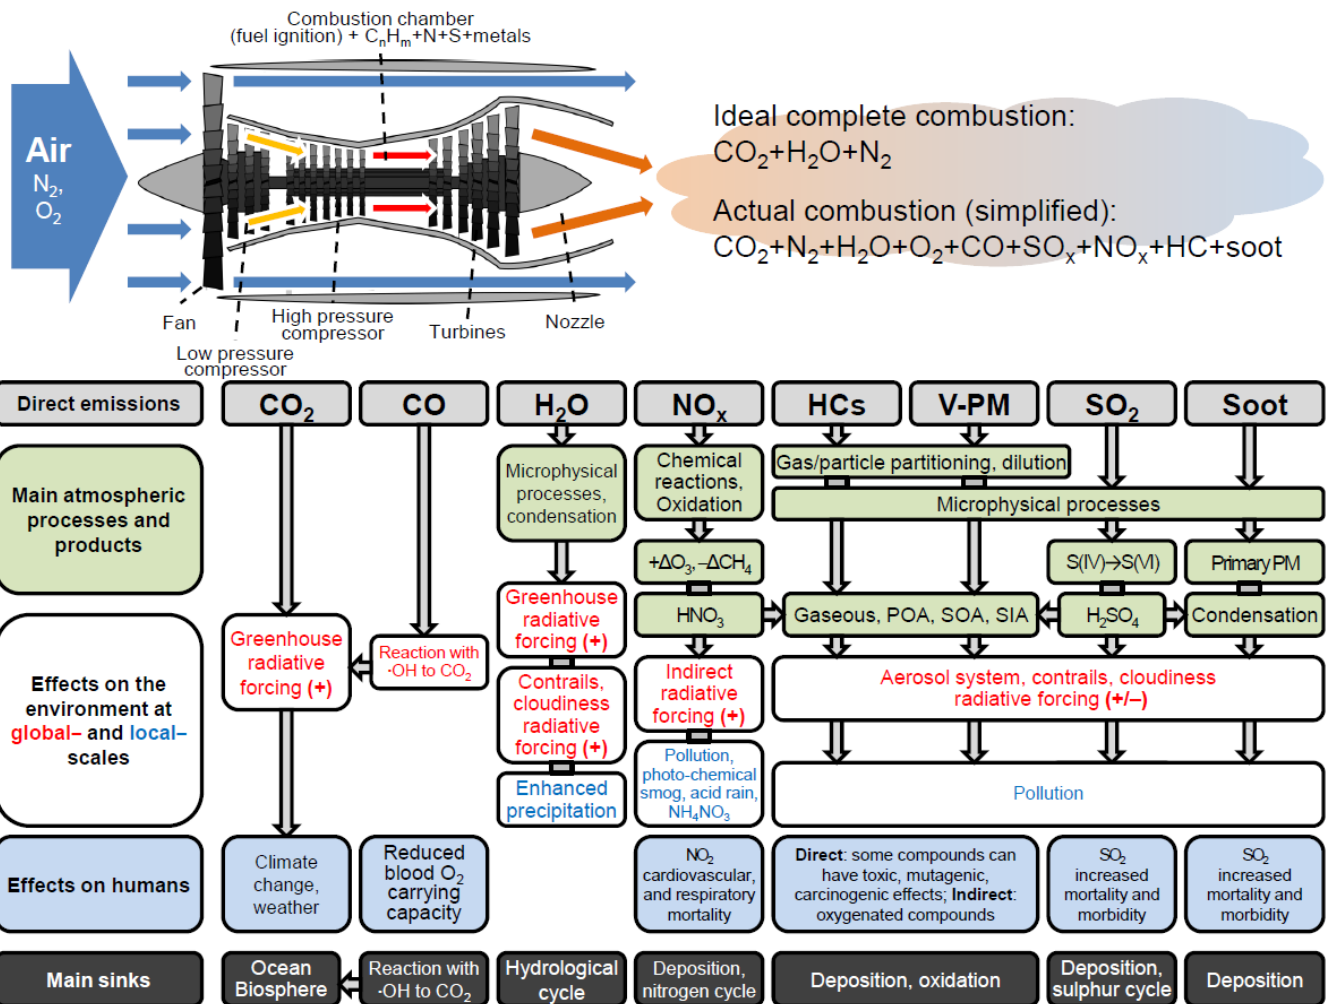 Combustion chamber
(fuel ignition) + CₙHₘ+N+S+metals
Air
N₂,
O₂
Ideal complete combustion:
CO₂+H₂O+N₂
Actual combustion (simplified):
CO₂+N₂+H₂O+O₂+CO+SOₓ+NOₓ+HC+soot
Fan
Low pressure
compressor
High pressure
compressor
Turbines
Nozzle
Direct emissions
CO₂
CO
H₂O
NOₓ
HCs
V-PM
SO₂
Soot
Main atmospheric
processes and
products
Microphysical
processes,
condensation
Chemical
reactions,
Oxidation
Gas/particle partitioning, dilution
Microphysical processes
+ΔO₃, –ΔCH₄
S(IV)→S(VI)
Primary PM
HNO₃
Gaseous, POA, SOA, SIA
H₂SO₄
Condensation
Effects on the
environment at
global– and local–
scales
Greenhouse
radiative
forcing (+)
Reaction with
·OH to CO₂
Greenhouse
radiative
forcing (+)
Contrails,
cloudiness
radiative
forcing (+)
Enhanced
precipitation
Indirect
radiative
forcing (+)
Pollution,
photo-chemical
smog, acid rain,
NH₄NO₃
Aerosol system, contrails, cloudiness
radiative forcing (+/–)
Pollution
Effects on humans
Climate
change,
weather
Reduced
blood O₂
carrying
capacity
NO₂
cardiovascular,
and respiratory
mortality
Direct: some compounds can
have toxic, mutagenic,
carcinogenic effects; Indirect:
oxygenated compounds
SO₂
increased
mortality and
morbidity
SO₂
increased
mortality and
morbidity
Main sinks
Ocean
Biosphere
Reaction with
·OH to CO₂
Hydrological
cycle
Deposition,
nitrogen cycle
Deposition, oxidation
Deposition,
sulphur cycle
Deposition